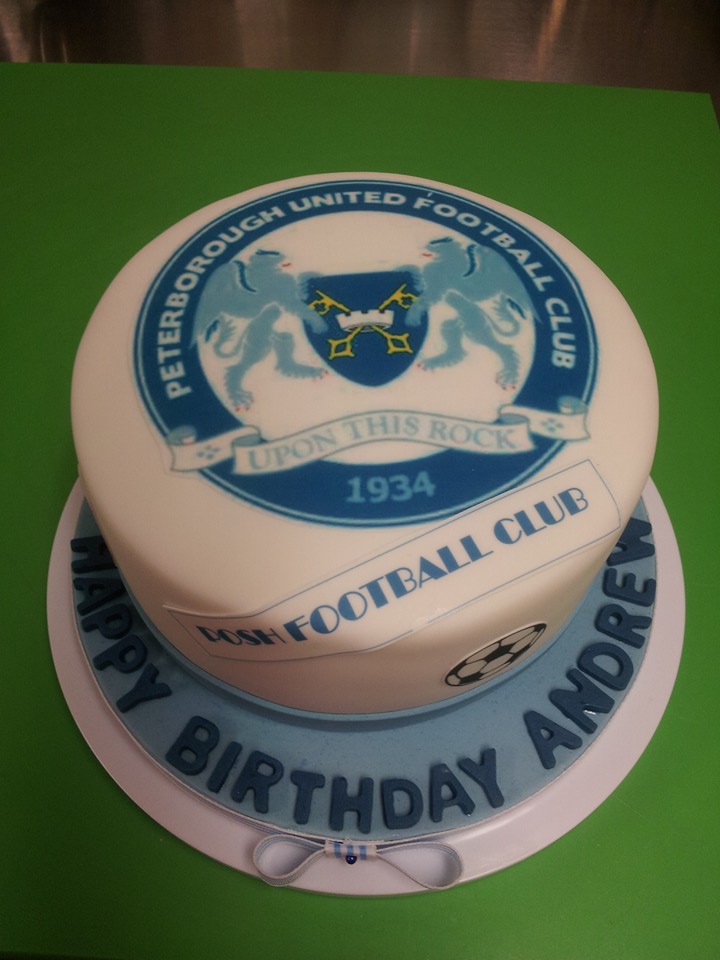 PETERBOROUGH UNITED FOOTBALL CLUB
UPON THIS ROCK
1934
POSH FOOTBALL CLUB
HAPPY BIRTHDAY ANDREW